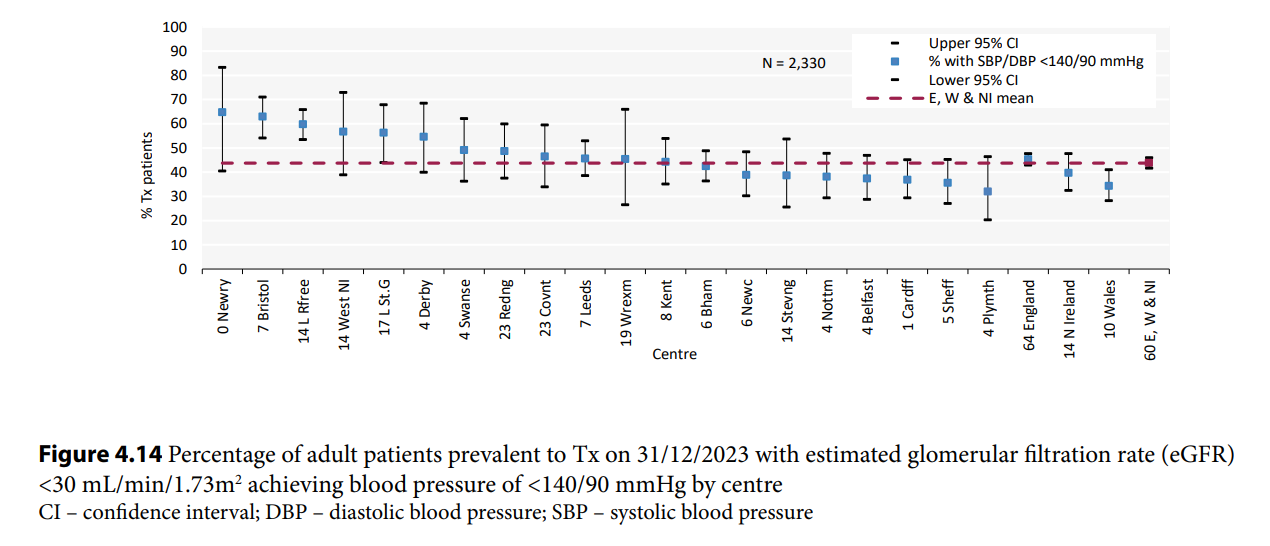 100
90
80
70
60
50
40
30
20
10
0
% Tx patients
N = 2,330
Upper 95% CI
% with SBP/DBP <140/90 mmHg
Lower 95% CI
E, W & NI mean
0 Newry
7 Bristol
14 L Rfree
14 West NI
17 L St.G
4 Derby
4 Swanse
23 Redng
23 Covnt
7 Leeds
19 Wrexm
8 Kent
6 Bham
6 Newc
14 Stevng
4 Nottm
4 Belfast
1 Cardff
5 Sheff
4 Plymth
64 England
14 N Ireland
10 Wales
60 E, W & NI
Centre
Figure 4.14 Percentage of adult patients prevalent to Tx on 31/12/2023 with estimated glomerular filtration rate (eGFR)
<30 mL/min/1.73m² achieving blood pressure of <140/90 mmHg by centre
CI – confidence interval; DBP – diastolic blood pressure; SBP – systolic blood pressure